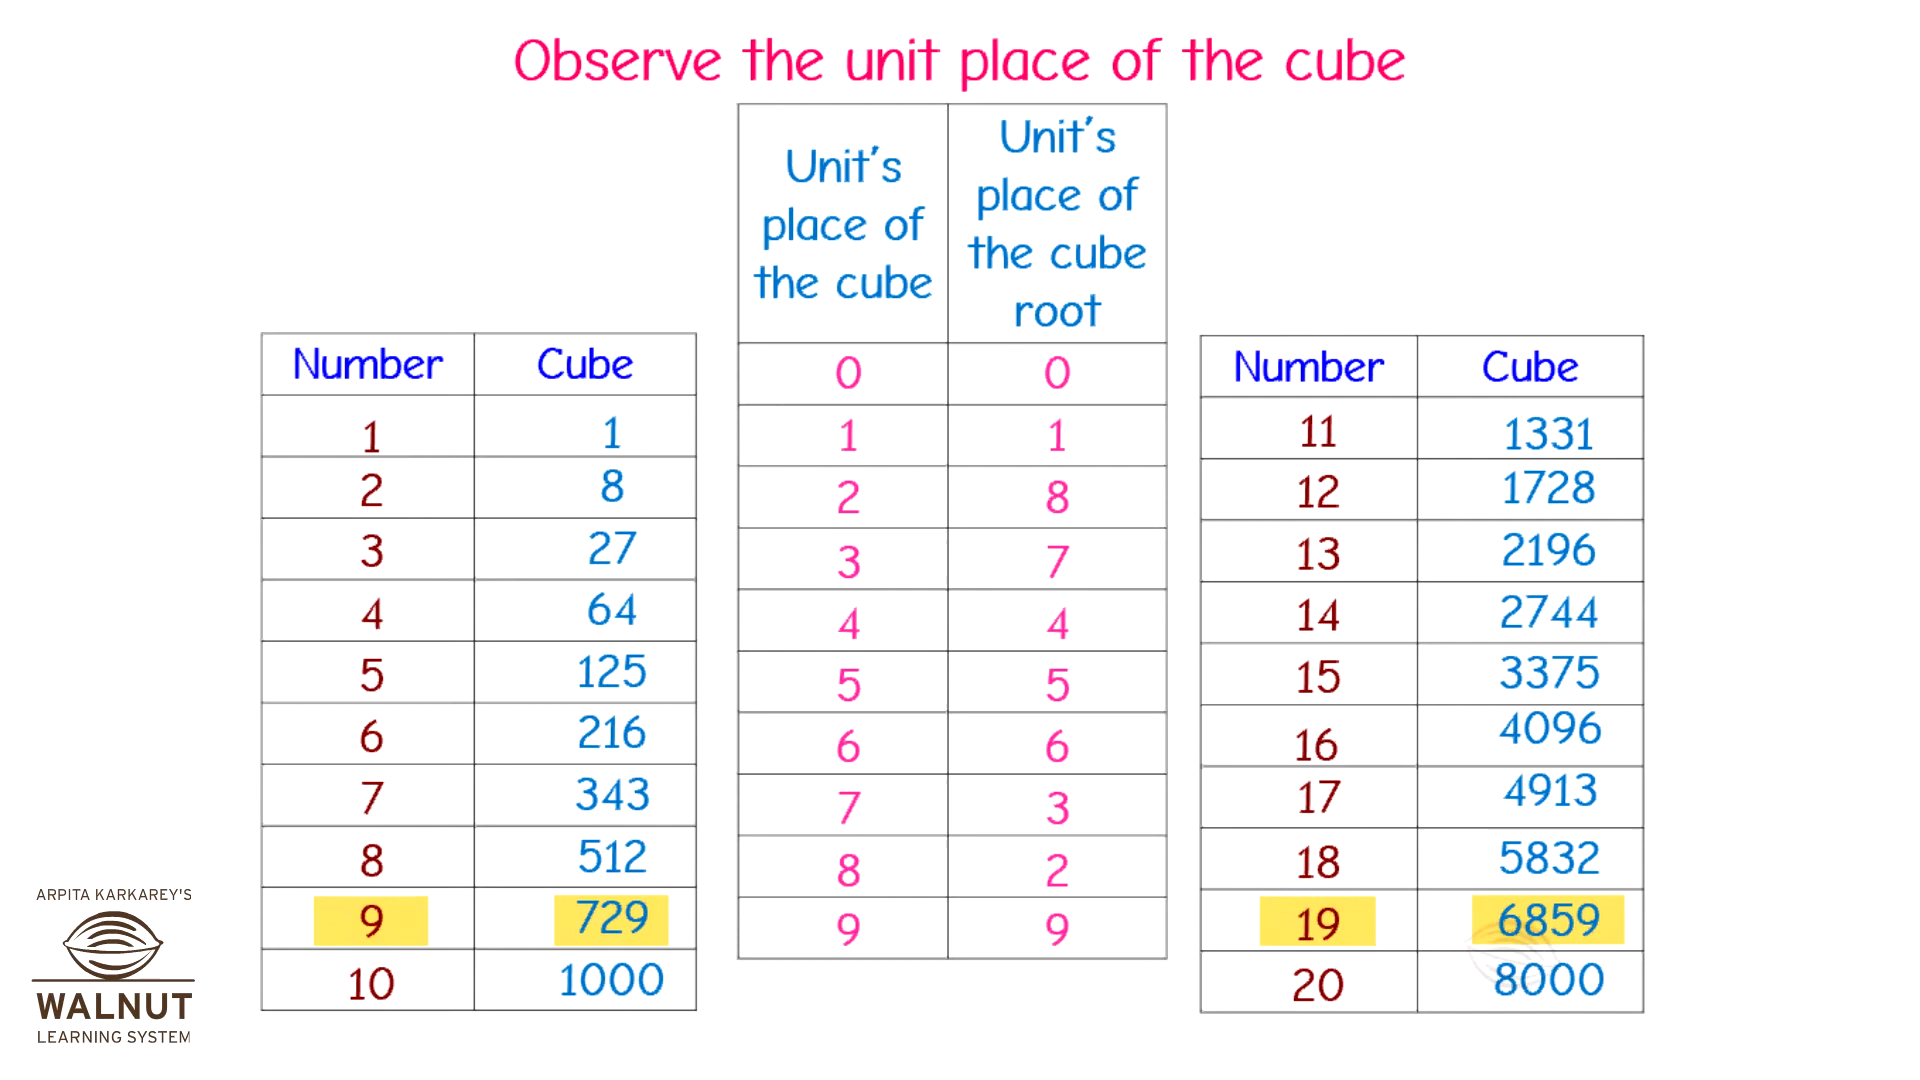 Observe the unit place of the cube
Number Cube
1 1
2 8
3 27
4 64
5 125
6 216
7 343
8 512
9 729
10 1000
Unit's
place of
the cube
Unit's
place of
the cube
root
0 0
1 1
2 8
3 7
4 4
5 5
6 6
7 3
8 2
9 9
Number Cube
11 1331
12 1728
13 2196
14 2744
15 3375
16 4096
17 4913
18 5832
19 6859
20 8000
ARPITA KARKAREY'S
WALNUT
LEARNING SYSTEM